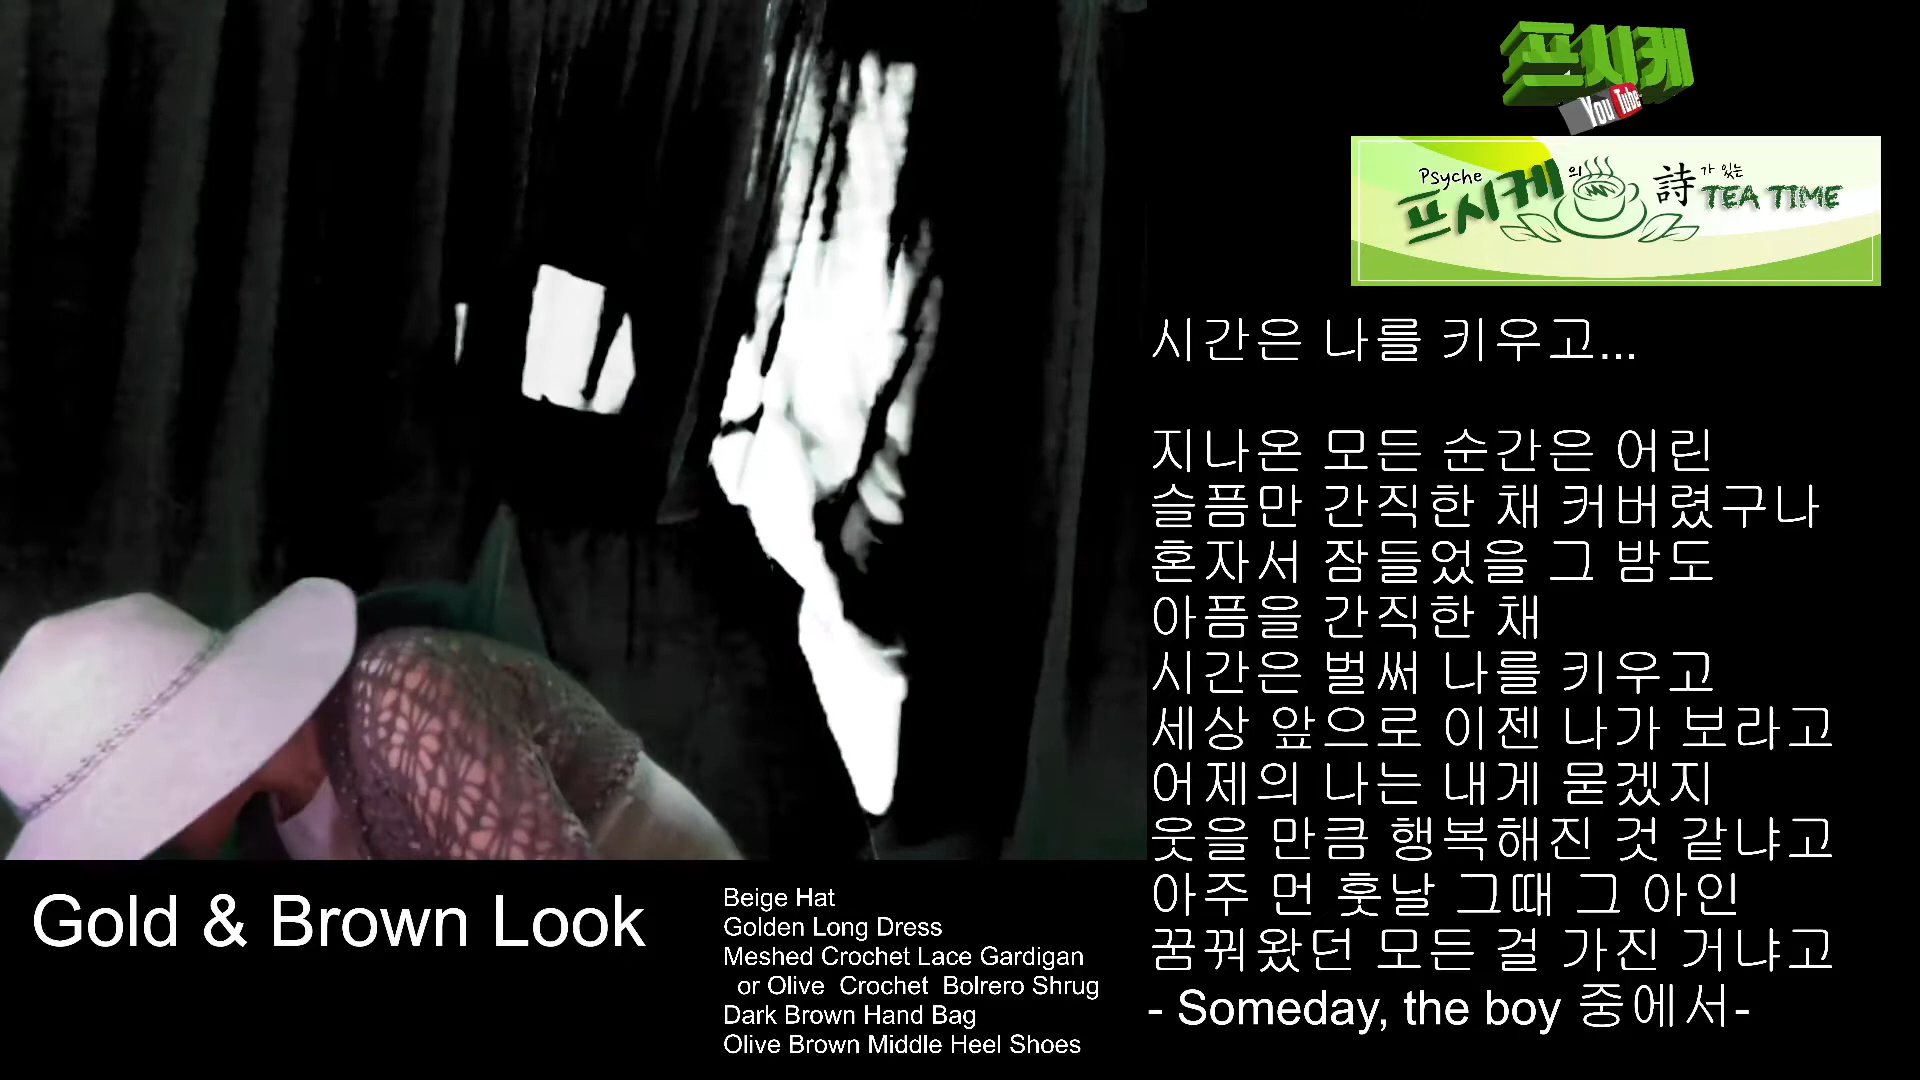 프시케
YouTube
Psyche
프시케의 詩가 있는 TEA TIME
시간은 나를 키우고...
지나온 모든 순간은 어린
슬픔만 간직한 채 커버렸구나
혼자서 잠들었을 그 밤도
아픔을 간직한 채
시간은 벌써 나를 키우고
세상 앞으로 이젠 나가 보라고
어제의 나는 내게 묻겠지
웃을 만큼 행복해진 것 같냐고
아주 먼 훗날 그때 그 아인
꿈꿔왔던 모든 걸 가진 거냐고
- Someday, the boy 중에서-
Gold & Brown Look
Beige Hat
Golden Long Dress
Meshed Crochet Lace Gardigan
or Olive Crochet Bolrero Shrug
Dark Brown Hand Bag
Olive Brown Middle Heel Shoes